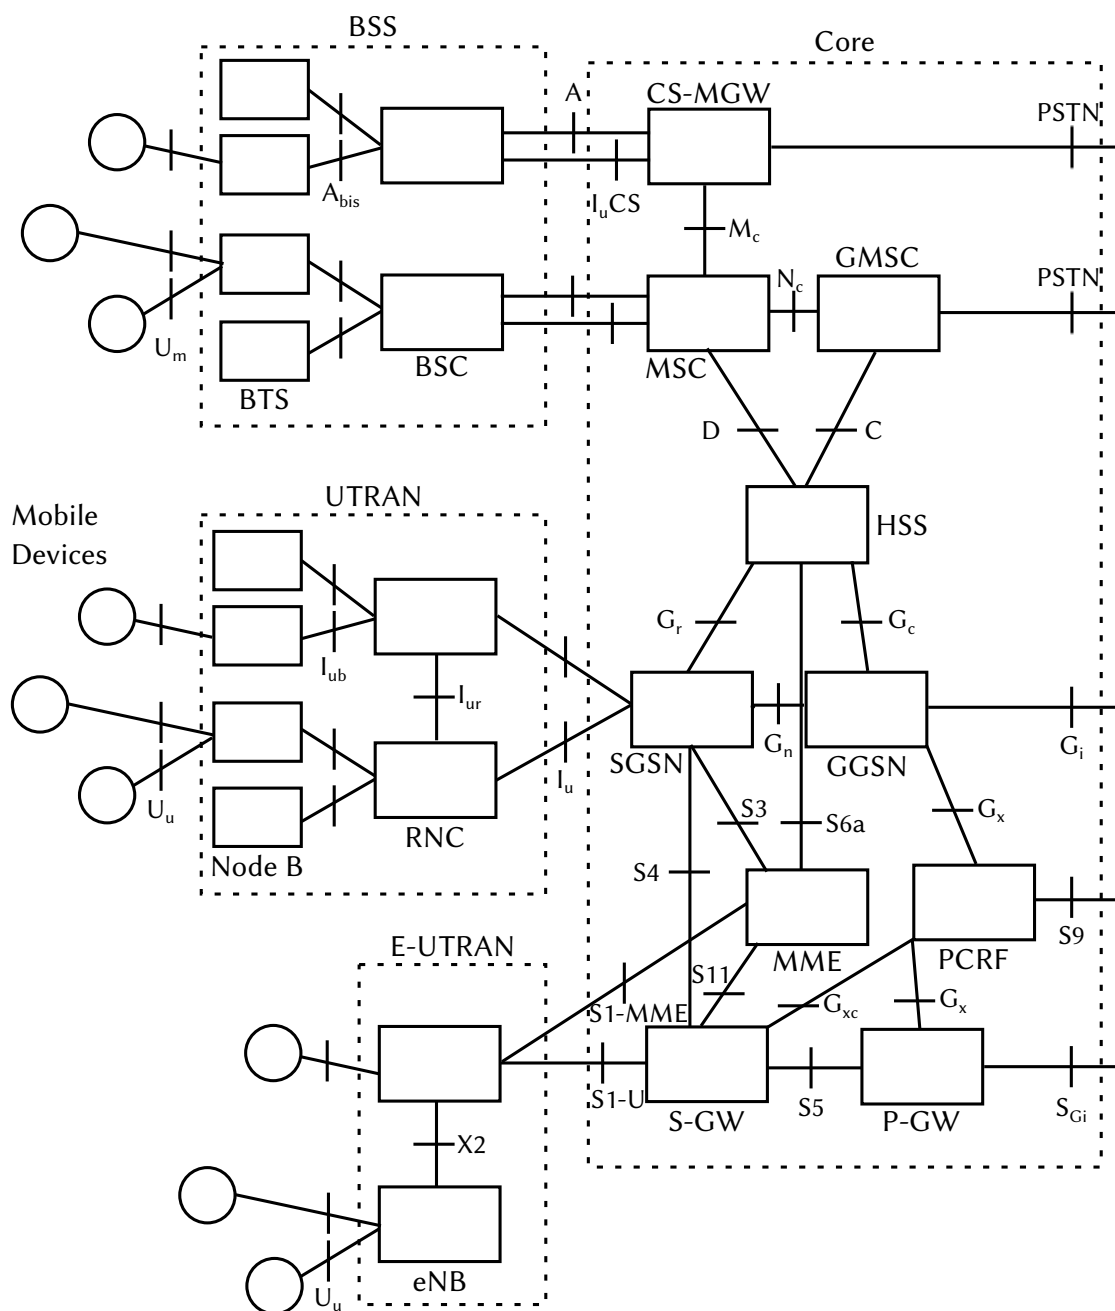 BSS
Core
A
CS-MGW
PSTN
A_bis
I_uCS
M_c
GMSC
N_c
PSTN
U_m
BSC
MSC
BTS
D
C
UTRAN
Mobile
Devices
HSS
G_r
G_c
I_ub
I_ur
G_n
SGSN
GGSN
G_i
I_u
U_u
RNC
Node B
S3
S6a
G_x
S4
S9
E-UTRAN
MME
PCRF
S11
G_xc
G_x
S1-MME
S1-U
S5
S_Gi
S-GW
P-GW
X2
eNB
U_u